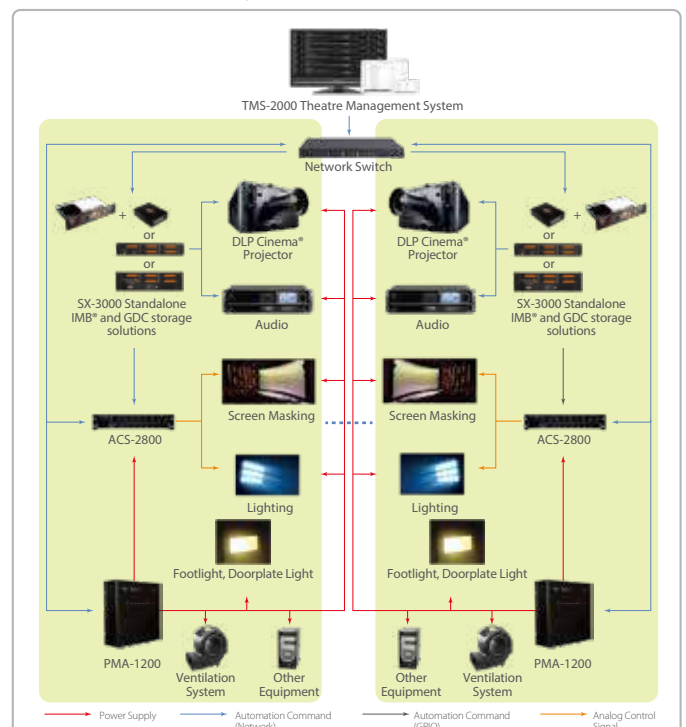 TMS-2000 Theatre Management System
Network Switch
+
or
or
SX-3000 Standalone
IMB® and GDC storage
solutions
DLP Cinema®
Projector
Audio
Screen Masking
ACS-2800
Lighting
Footlight, Doorplate Light
PMA-1200
Ventilation
System
Other
Equipment
DLP Cinema®
Projector
+
or
or
SX-3000 Standalone
IMB® and GDC storage
solutions
Audio
Screen Masking
ACS-2800
Lighting
Footlight, Doorplate Light
Other
Equipment
Ventilation
System
PMA-1200
Power Supply
Automation Command
(Network)
Automation Command
(GPIO)
Analog Control
Signal